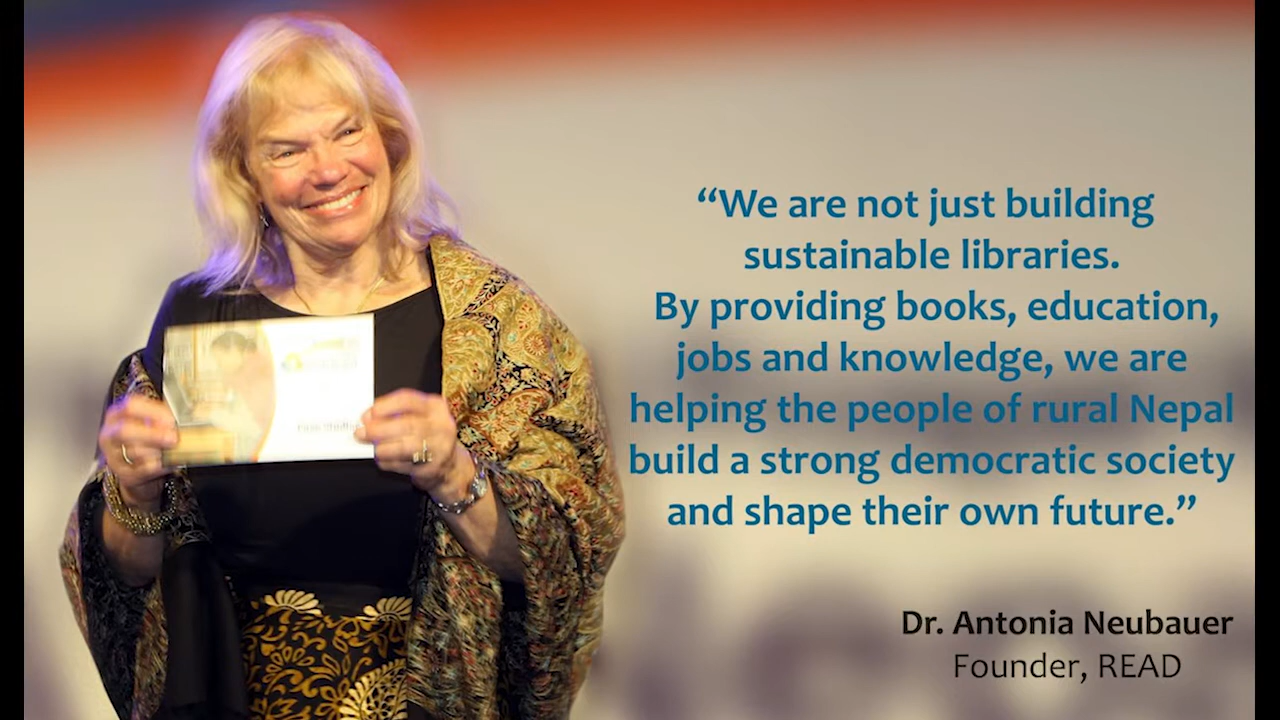 “We are not just building
sustainable libraries.
By providing books, education,
jobs and knowledge, we are
helping the people of rural Nepal
build a strong democratic society
and shape their own future.”
Dr. Antonia Neubauer
Founder, READ